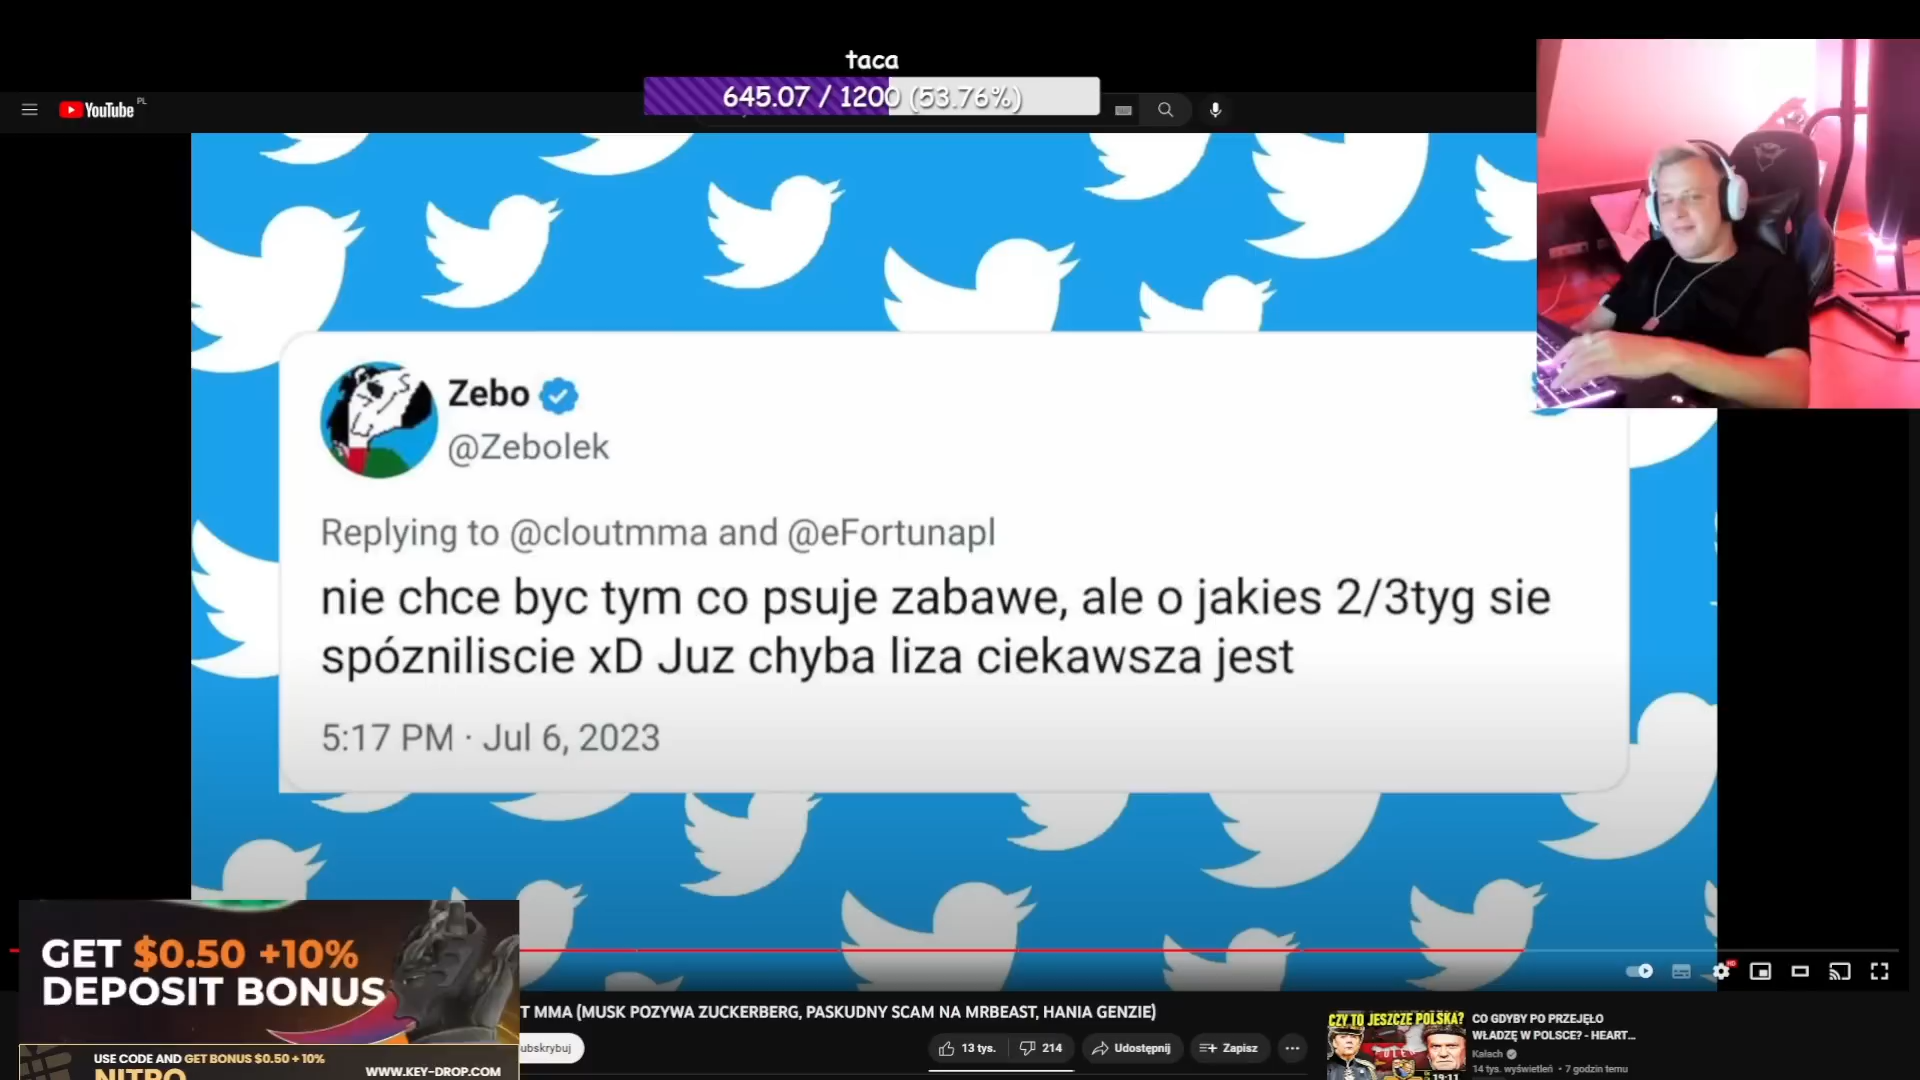 taca
645.07 / 1200 (53.76%)
YouTube PL
Zebo
@Zebolek
Replying to @cloutmma and @eFortunapl
nie chce byc tym co psuje zabawe, ale o jakies 2/3tyg sie
spózniliscie xD Juz chyba liza ciekawsza jest
5:17 PM · Jul 6, 2023
GET $0.50 +10%
DEPOSIT BONUS
USE CODE AND GET BONUS $0.50 + 10%
NITRO
WWW.KEY-DROP.COM
T MMA (MUSK POZYWA ZUCKERBERG, PASKUDNY SCAM NA MRBEAST, HANIA GENZIE)
ubskrybuj
13 tys.
214
Udostępnij
Zapisz
HD
CZY TO JESZCZE POLSKA?
19:11
CO GDYBY PO PRZEJĘŁO
WŁADZĘ W POLSCE? - HEART...
Kałach
14 tys. wyświetleń • 7 godzin temu